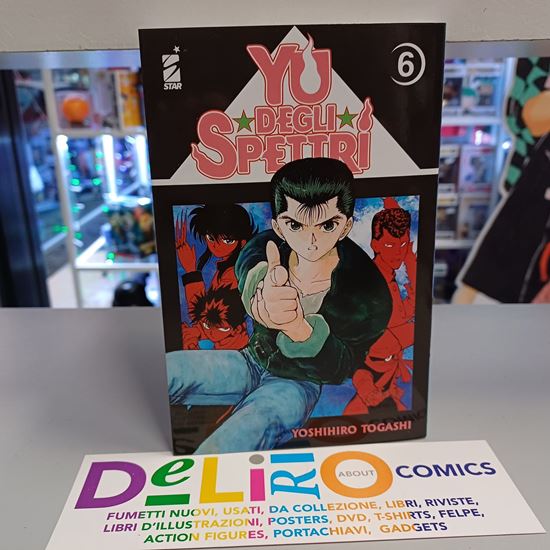 STAR
YU
DEGLI
SPETTRI
6
YOSHIHIRO TOGASHI
DeLiRiO ABOUT COMICS
FUMETTI NUOVI, USATI, DA COLLEZIONE, LIBRI, RIVISTE,
LIBRI D'ILLUSTRAZIONI, POSTERS, DVD, T-SHIRTS, FELPE,
ACTION FIGURES, PORTACHIAVI, GADGETS